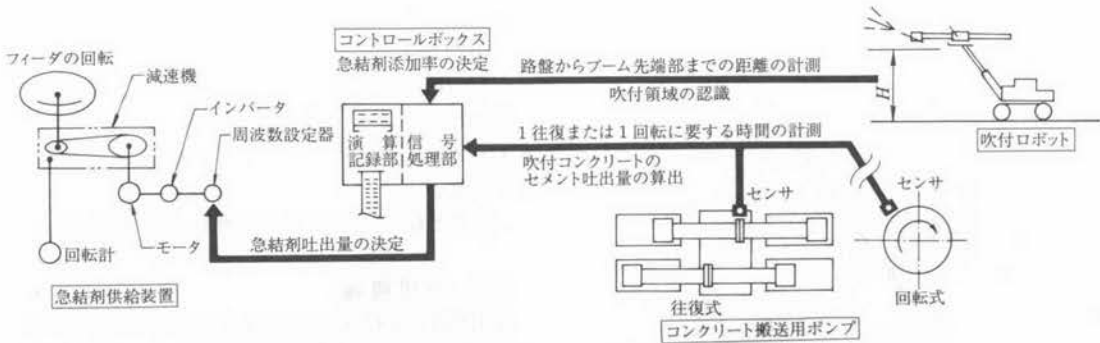 フィーダの回転
減速機
インバータ
周波数設定器
モータ
回転計
急結剤供給装置
コントロールボックス
急結剤添加率の決定
演算
記録部
信号
処理部
急結剤吐出量の決定
路盤からブーム先端部までの距離の計測
吹付領域の認識
1往復または1回転に要する時間の計測
吹付コンクリートの
セメント吐出量の算出
センサ
往復式
コンクリート搬送用ポンプ
H
吹付ロボット
センサ
回転式